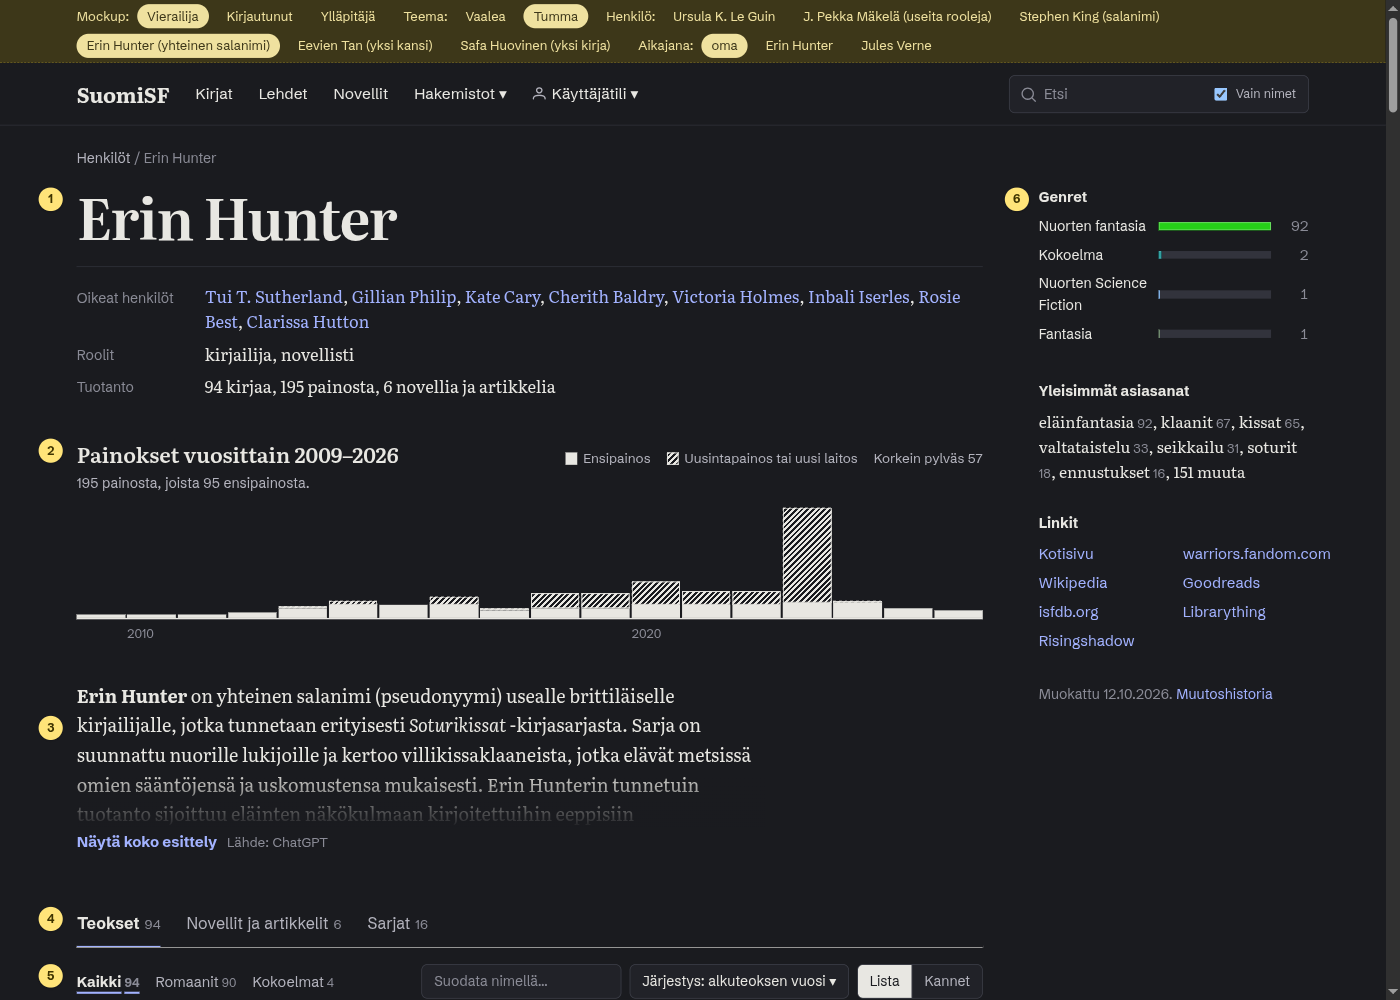 Mockup: Vierailija Kirjautunut Ylläpitäjä Teema: Vaalea Tumma Henkilö: Ursula K. Le Guin J. Pekka Mäkelä (useita rooleja) Stephen King (salanimi)
Erin Hunter (yhteinen salanimi) Eevien Tan (yksi kansi) Safa Huovinen (yksi kirja) Aikajana: oma Erin Hunter Jules Verne
SuomiSF Kirjat Lehdet Novellit Hakemistot ▾ Käyttäjätili ▾ Etsi Vain nimet
Henkilöt / Erin Hunter
1 Erin Hunter
Oikeat henkilöt Tui T. Sutherland, Gillian Philip, Kate Cary, Cherith Baldry, Victoria Holmes, Inbali Iserles, Rosie
Best, Clarissa Hutton
Roolit kirjailija, novellisti
Tuotanto 94 kirjaa, 195 painosta, 6 novellia ja artikkelia
2 Painokset vuosittain 2009–2026 Ensipainos Uusintapainos tai uusi laitos Korkein pylväs 57
195 painosta, joista 95 ensipainosta.
2010 2020
3 Erin Hunter on yhteinen salanimi (pseudonyymi) usealle brittiläiselle
kirjailijalle, jotka tunnetaan erityisesti Soturikissat -kirjasarjasta. Sarja on
suunnattu nuorille lukijoille ja kertoo villikissaklaaneista, jotka elävät metsissä
omien sääntöjensä ja uskomustensa mukaisesti. Erin Hunterin tunnetuin
tuotanto sijoittuu eläinten näkökulmaan kirjoitettuihin eeppisiin
Näytä koko esittely Lähde: ChatGPT
4 Teokset 94 Novellit ja artikkelit 6 Sarjat 16
5 Kaikki 94 Romaanit 90 Kokoelmat 4 Suodata nimellä... Järjestys: alkuteoksen vuosi ▾ Lista Kannet
6 Genret
Nuorten fantasia 92
Kokoelma 2
Nuorten Science
Fiction 1
Fantasia 1
Yleisimmät asiasanat
eläinfantasia 92, klaanit 67, kissat 65,
valtataistelu 33, seikkailu 31, soturit
18, ennustukset 16, 151 muuta
Linkit
Kotisivu warriors.fandom.com
Wikipedia Goodreads
isfdb.org Librarything
Risingshadow
Muokattu 12.10.2026. Muutoshistoria